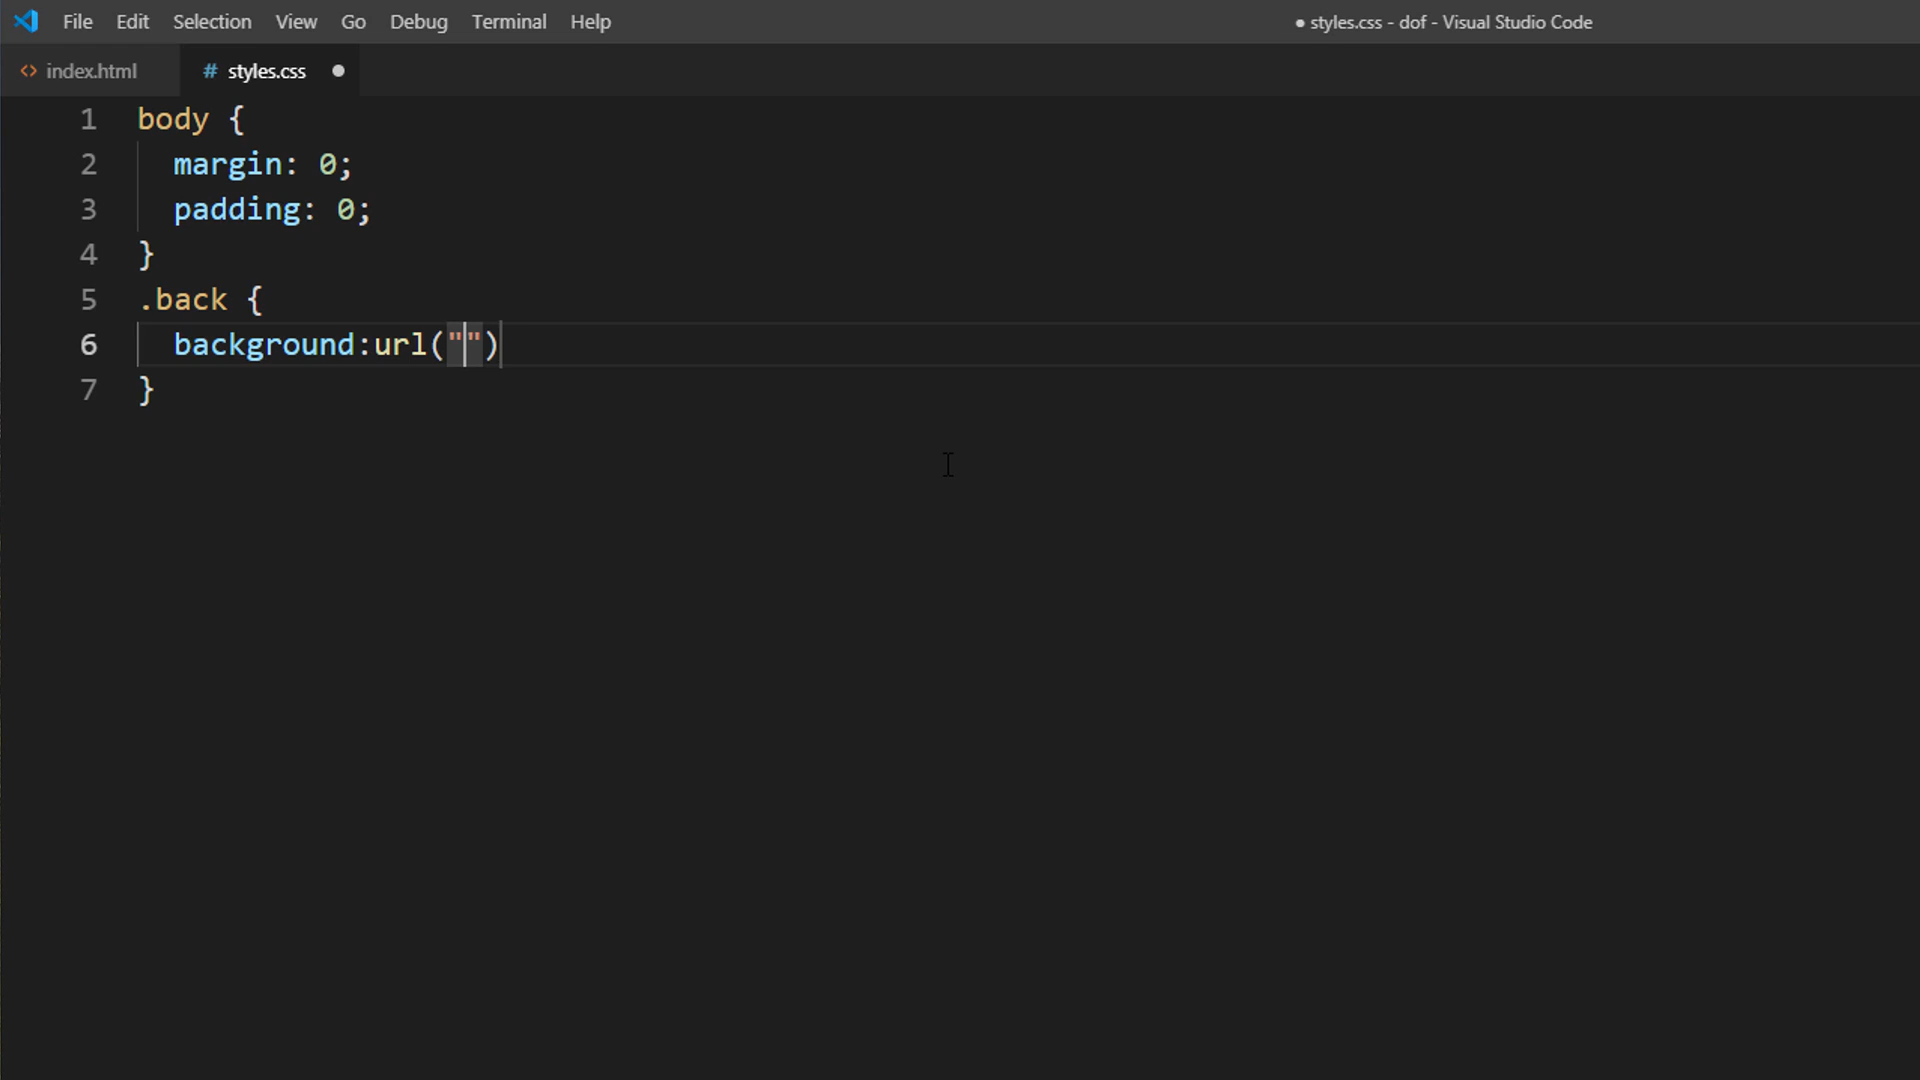 File Edit Selection View Go Debug Terminal Help ● styles.css - dof - Visual Studio Code
<> index.html # styles.css ●
1 body {
2 margin: 0;
3 padding: 0;
4 }
5 .back {
6 background:url("")
7 }